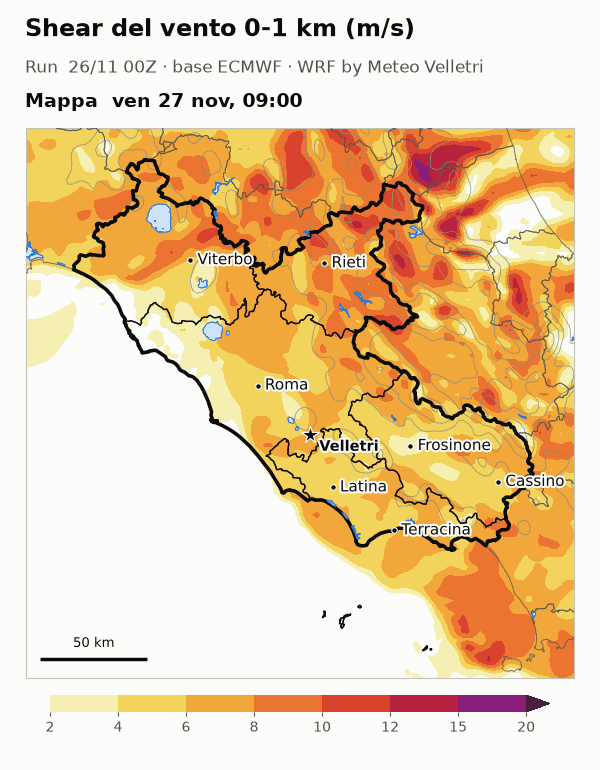 Shear del vento 0-1 km (m/s)
Run  26/11 00Z · base ECMWF · WRF by Meteo Velletri
Mappa  ven 27 nov, 09:00
Viterbo
Rieti
Roma
Velletri
Frosinone
Cassino
Latina
Terracina
50 km
2 4 6 8 10 12 15 20